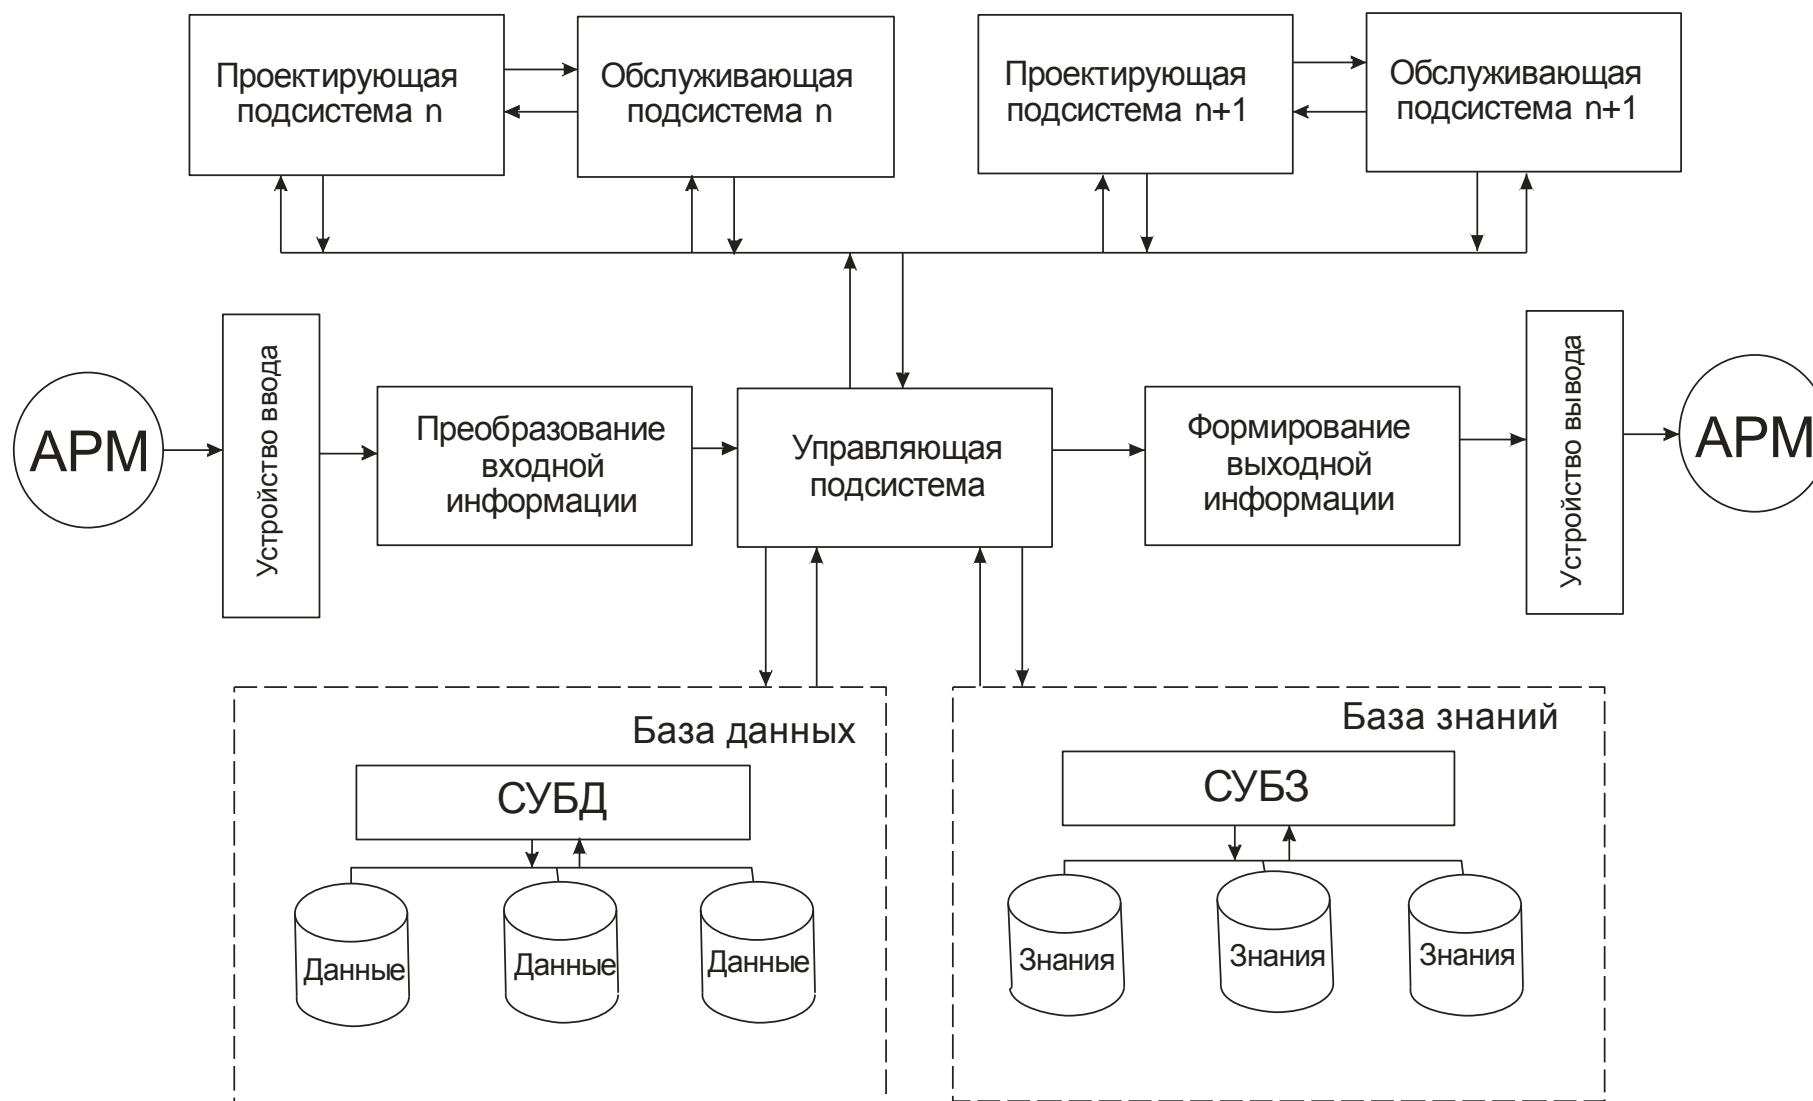 Проектирующая
подсистема n
Обслуживающая
подсистема n
Проектирующая
подсистема n+1
Обслуживающая
подсистема n+1
АРМ
Устройство ввода
Преобразование
входной
информации
Управляющая
подсистема
Формирование
выходной
информации
Устройство вывода
АРМ
База данных
СУБД
Данные
Данные
Данные
База знаний
СУБЗ
Знания
Знания
Знания